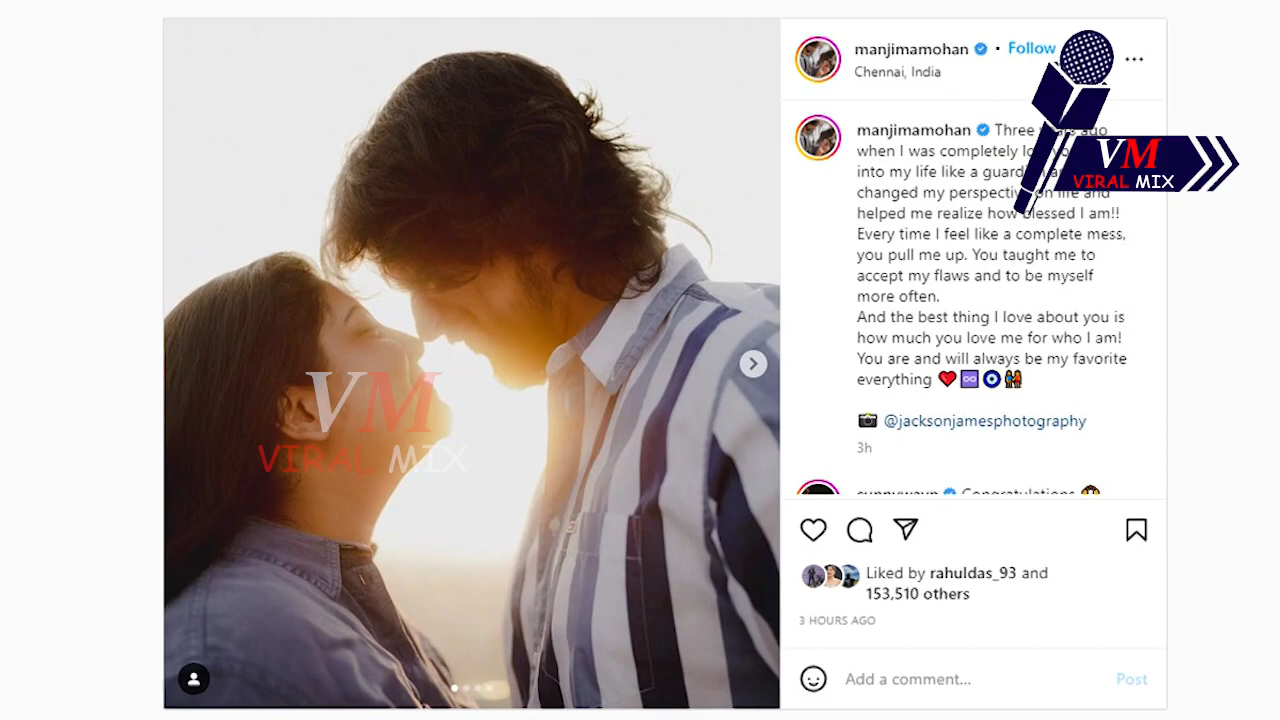 manjimamohan • Follow
Chennai, India
manjimamohan Three ago
when I was completely
into my life like a
changed my on life and
helped me realize how blessed I am!!
Every time I feel like a complete mess,
you pull me up. You taught me to
accept my flaws and to be myself
more often.
And the best thing I love about you is
how much you love me for who I am!
You are and will always be my favorite
everything ❤️♾️🧿👫
📸 @jacksonjamesphotography
3h
Liked by rahuldas_93 and
153,510 others
3 HOURS AGO
Add a comment... Post
VM
VIRAL MIX
VM
VIRAL MIX